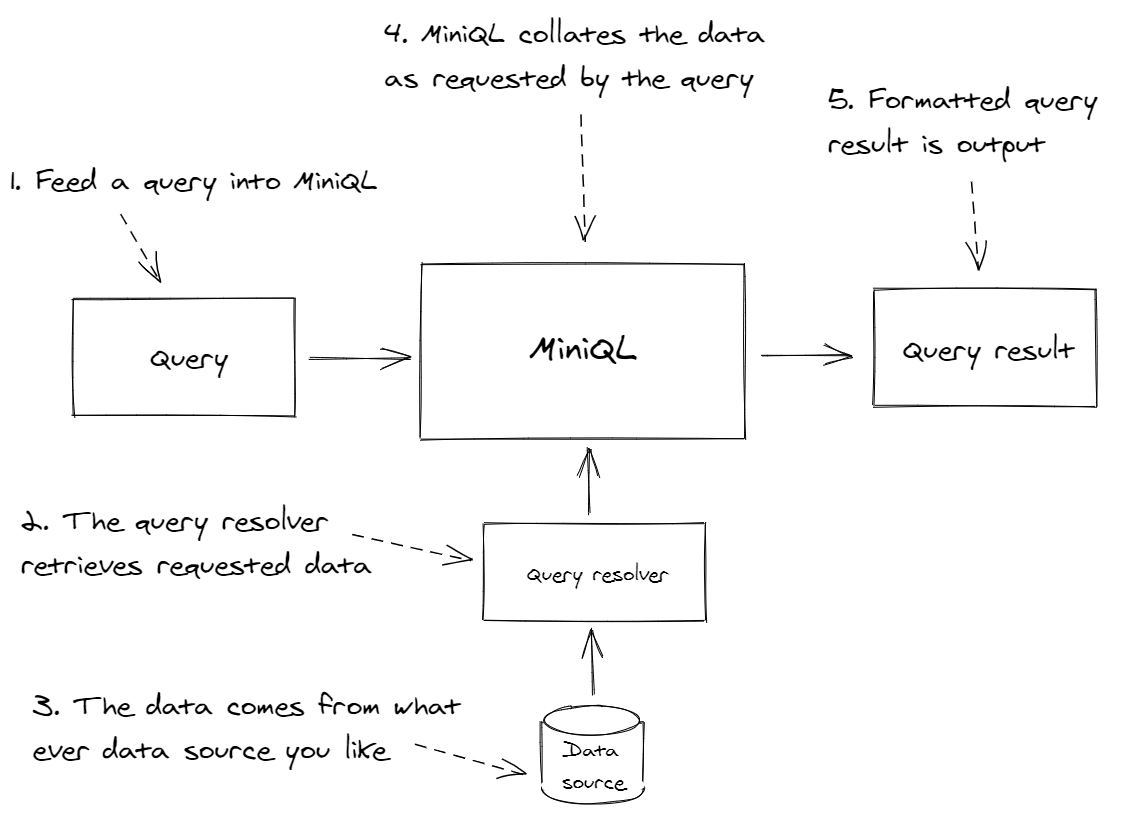 4. MiniQL collates the data
as requested by the query
5. Formatted query
result is output
1. Feed a query into MiniQL
Query
MiniQL
Query result
2. The query resolver
retrieves requested data
Query resolver
3. The data comes from what
ever data source you like
Data
source